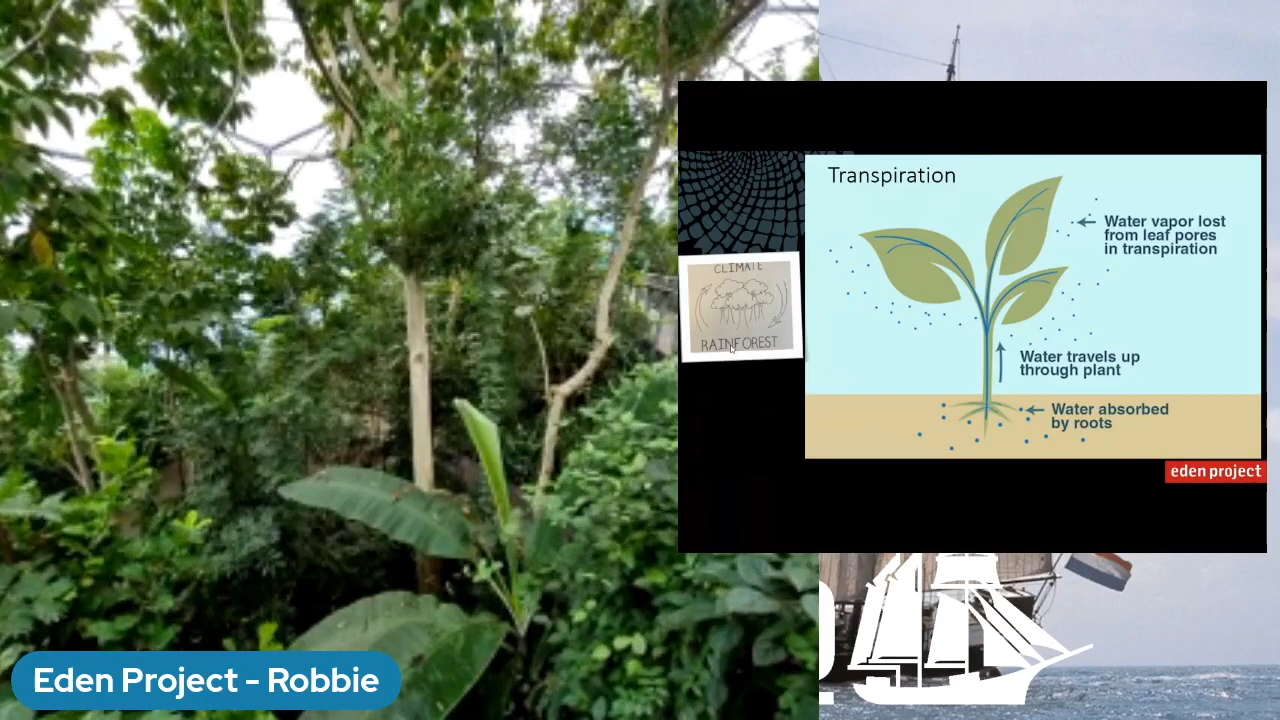 Transpiration
Water vapor lost
from leaf pores
in transpiration
CLIMATE
RAINFOREST
Water travels up
through plant
Water absorbed
by roots
eden project
Eden Project - Robbie